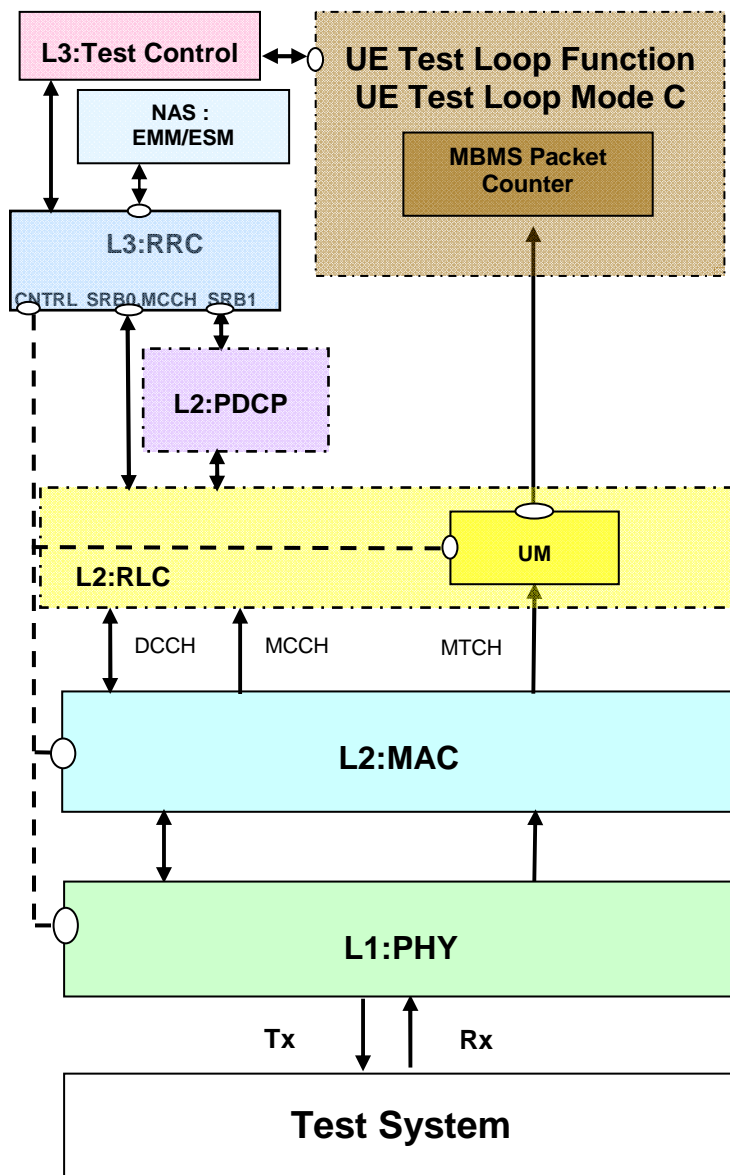 L3:Test Control
UE Test Loop Function
UE Test Loop Mode C
NAS :
EMM/ESM
MBMS Packet
Counter
L3:RRC
CNTRL SRB0,MCCH SRB1
L2:PDCP
UM
L2:RLC
DCCH
MCCH
MTCH
L2:MAC
L1:PHY
Tx
Rx
Test System